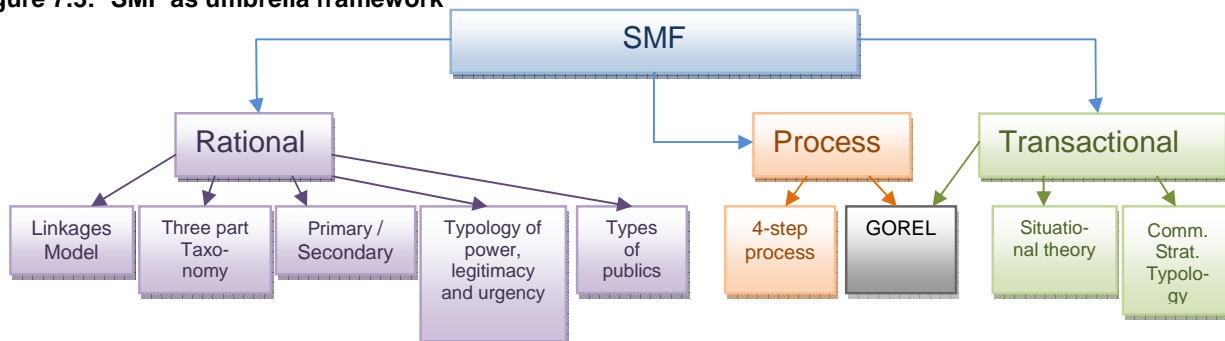 gure 7.5: SMF as umbrella framework
SMF
Rational
Process
Transactional
Linkages
Model
Three part
Taxo-
nomy
Primary /
Secondary
Typology of
power,
legitimacy
and urgency
Types
of
publics
4-step
process
GOREL
Situatio-
nal theory
Comm.
Strat.
Typolo-
gy